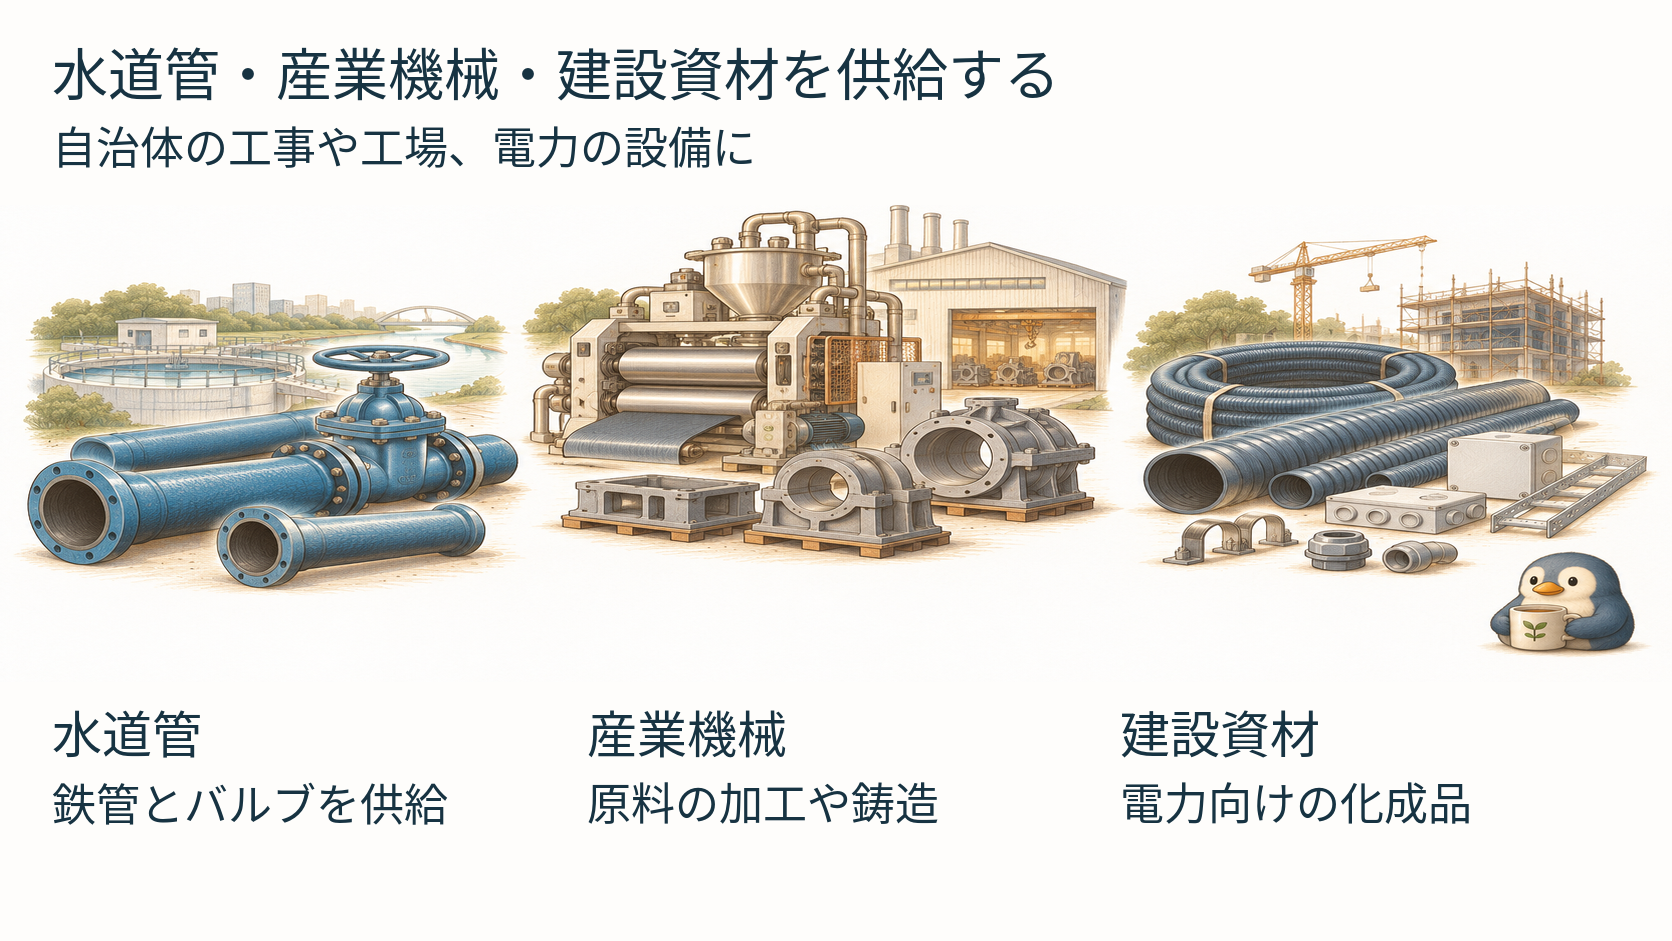 水道管・産業機械・建設資材を供給する
自治体の工事や工場、電力の設備に
水道管
鉄管とバルブを供給
産業機械
原料の加工や鋳造
建設資材
電力向けの化成品